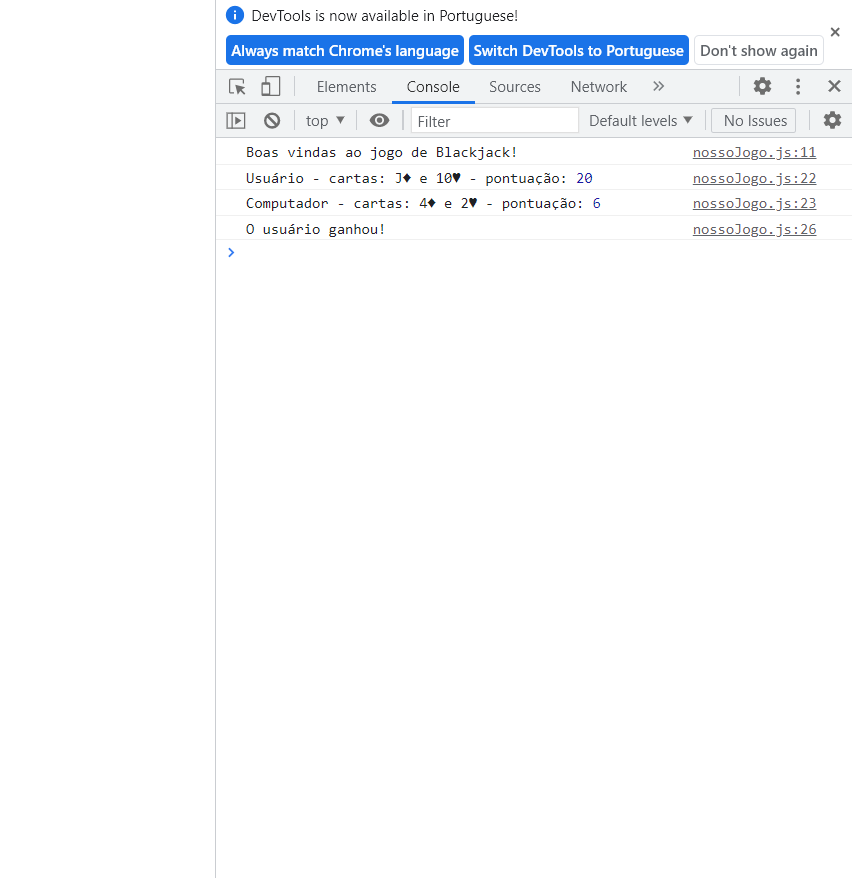 DevTools is now available in Portuguese!
Always match Chrome's language Switch DevTools to Portuguese Don't show again
Elements Console Sources Network
top Filter Default levels No Issues
Boas vindas ao jogo de Blackjack! nossoJogo.js:11
Usuário - cartas: J♦ e 10♥ - pontuação: 20 nossoJogo.js:22
Computador - cartas: 4♦ e 2♥ - pontuação: 6 nossoJogo.js:23
O usuário ganhou! nossoJogo.js:26